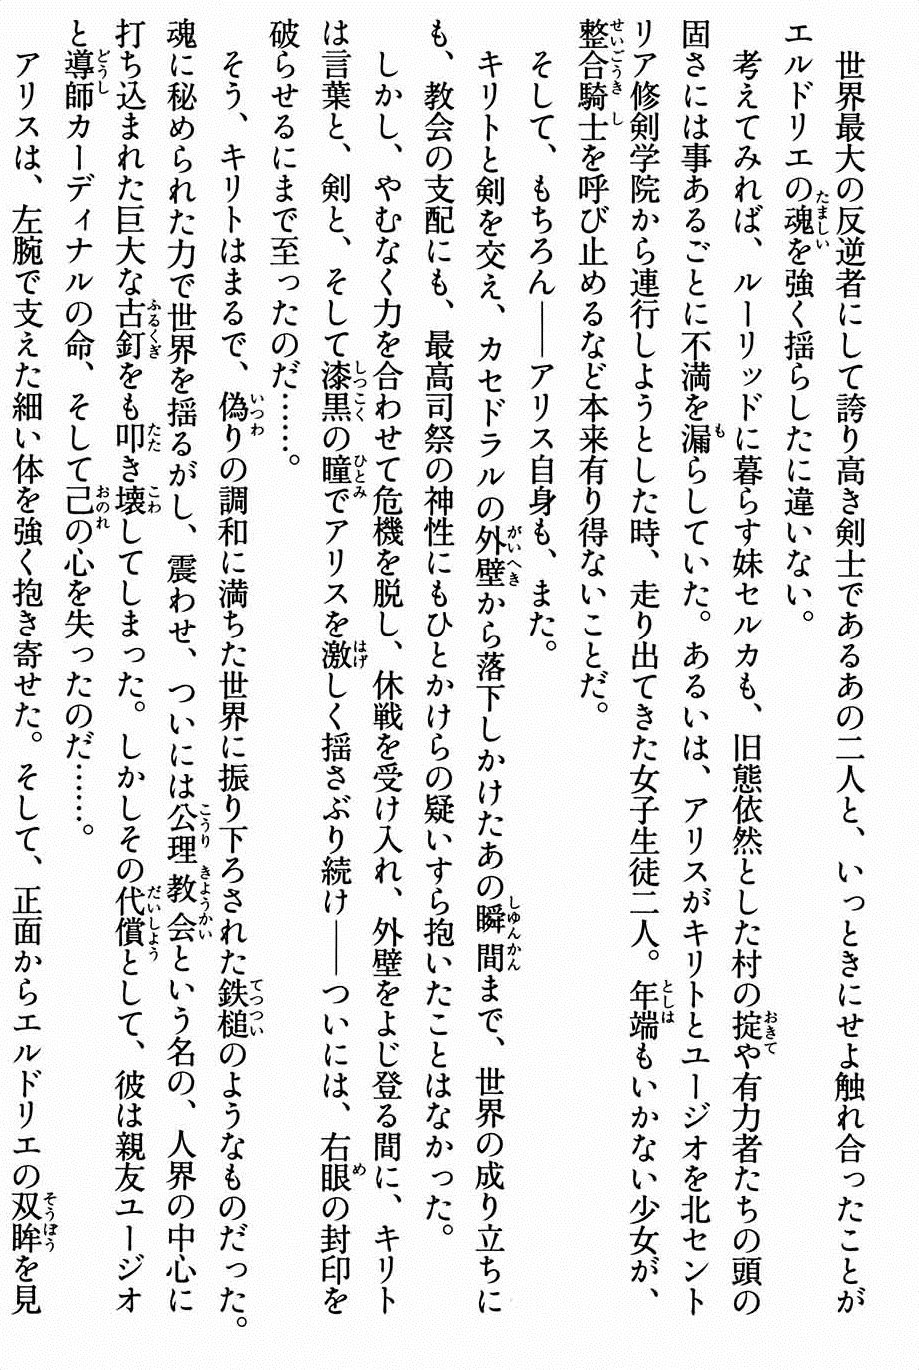 世界最大の反逆者にして誇り高き剣士であるあの二人と、いっときにせよ触れ合ったことが
エルドリエの魂を強く揺らしたに違いない。
考えてみれば、ルーリッドに暮らす妹セルカも、旧態依然とした村の掟や有力者たちの頭の
固さには事あるごとに不満を漏らしていた。あるいは、アリスがキリトとユージオを北セント
リア修剣学院から連行しようとした時、走り出てきた女子生徒二人。年端もいかない少女が、
整合騎士を呼び止めるなど本来有り得ないことだ。
そして、もちろん――アリス自身も、また。
キリトと剣を交え、カセドラルの外壁から落下しかけたあの瞬間まで、世界の成り立ちに
も、教会の支配にも、最高司祭の神性にもひとかけらの疑いすら抱いたことはなかった。
しかし、やむなく力を合わせて危機を脱し、休戦を受け入れ、外壁をよじ登る間に、キリト
は言葉と、剣と、そして漆黒の瞳でアリスを激しく揺さぶり続け――ついには、右眼の封印を
破らせるにまで至ったのだ……。
そう、キリトはまるで、偽りの調和に満ちた世界に振り下ろされた鉄槌のようなものだった。
魂に秘められた力で世界を揺るがし、震わせ、ついには公理教会という名の、人界の中心に
打ち込まれた巨大な古釘をも叩き壊してしまった。しかしその代償として、彼は親友ユージオ
と導師カーディナルの命、そして己の心を失ったのだ……。
アリスは、左腕で支えた細い体を強く抱き寄せた。そして、正面からエルドリエの双眸を見